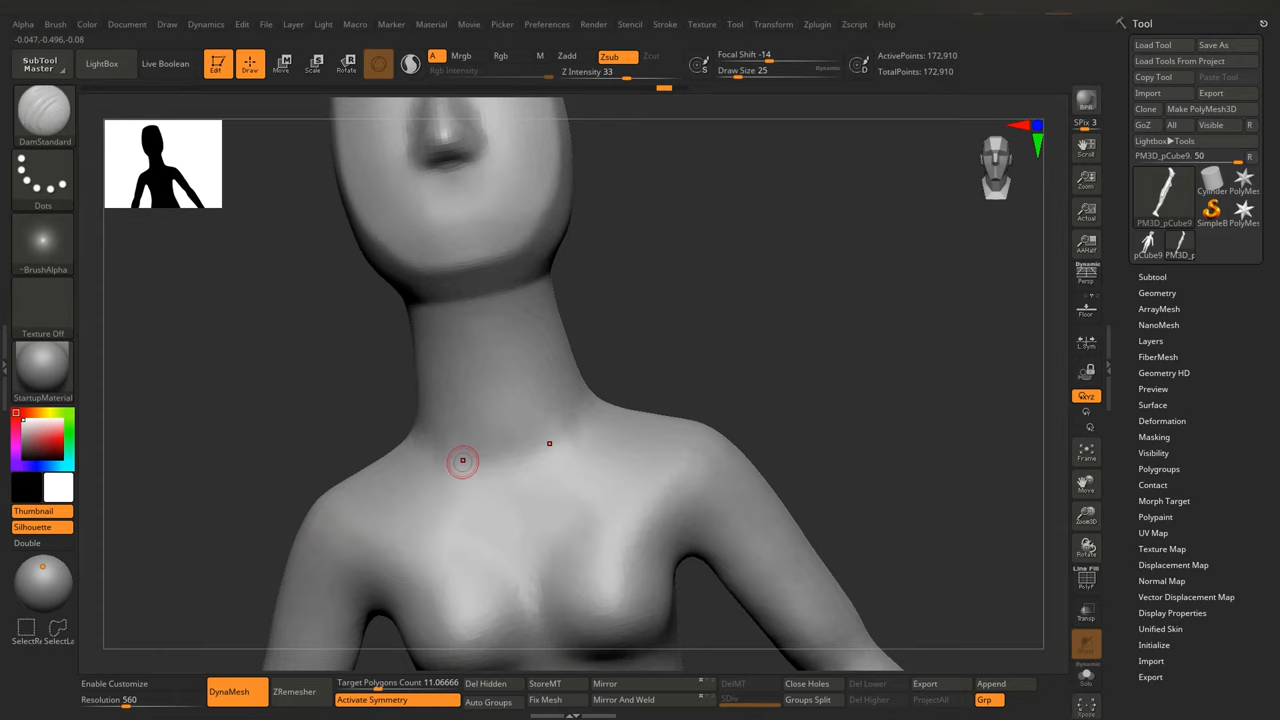 Alpha Brush Color Document Draw Dynamics Edit File Layer Light Macro Marker Material Movie Picker Preferences Render Stencil Stroke Texture Tool Transform Zplugin Zscript Help
-0.047,-0.496,-0.08
SubTool
Master
LightBox
Live Boolean
Edit
Draw
Move
Scale
Rotate
A
Mrgb
Rgb
M
Zadd
Zsub
Zcut
Rgb Intensity
Z Intensity 33
Focal Shift -14
Draw Size 25
Dynamic
S
D
ActivePoints: 172,910
TotalPoints: 172,910
DamStandard
Dots
~BrushAlpha
Texture Off
StartupMaterial
Thumbnail
Silhouette
Double
SelectRe
SelectLa
BPR
SPix 3
Scroll
Zoom
Actual
AAHalf
Dynamic
Persp
Floor
L.Sym
XYZ
Frame
Move
Zoom3D
Rotate
Line Fill
PolyF
Transp
Dynamic
Solo
Xpose
Tool
Load Tool
Save As
Load Tools From Project
Copy Tool
Paste Tool
Import
Export
Clone
Make PolyMesh3D
GoZ
All
Visible
R
Lightbox▶Tools
PM3D_pCube9. 50
R
PM3D_pCube9
Cylinder
PolyMes
SimpleB
PolyMes
pCube9
PM3D_p
Subtool
Geometry
ArrayMesh
NanoMesh
Layers
FiberMesh
Geometry HD
Preview
Surface
Deformation
Masking
Visibility
Polygroups
Contact
Morph Target
Polypaint
UV Map
Texture Map
Displacement Map
Normal Map
Vector Displacement Map
Display Properties
Unified Skin
Initialize
Import
Export
Enable Customize
Resolution 560
DynaMesh
ZRemesher
Target Polygons Count 11.06666
Activate Symmetry
Del Hidden
Auto Groups
StoreMT
Fix Mesh
Mirror
Mirror And Weld
DelMT
SDiv
Close Holes
Groups Split
Del Lower
Del Higher
Export
ProjectAll
Append
Grp